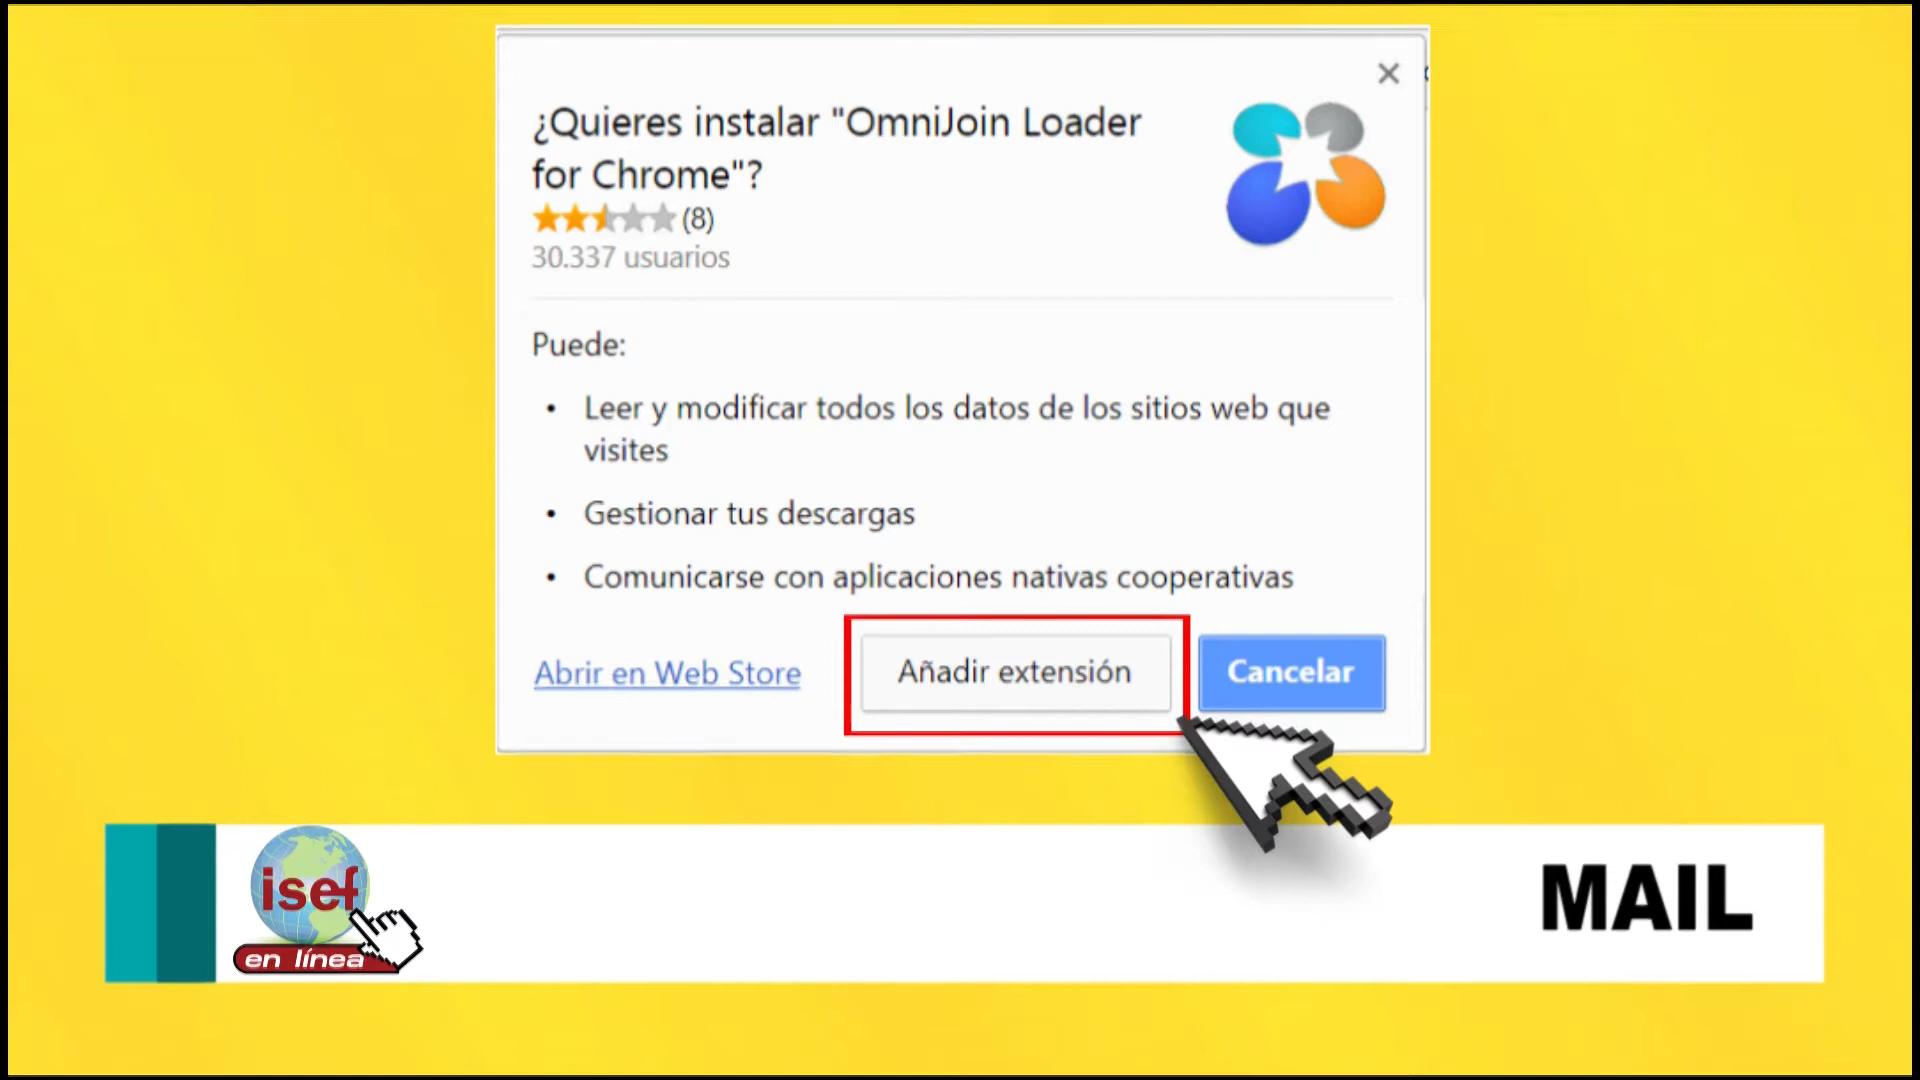 ¿Quieres instalar "OmniJoin Loader
for Chrome"?
(8)
30.337 usuarios
Puede:
• Leer y modificar todos los datos de los sitios web que
visites
• Gestionar tus descargas
• Comunicarse con aplicaciones nativas cooperativas
Abrir en Web Store
Añadir extensión
Cancelar
isef
en línea
MAIL